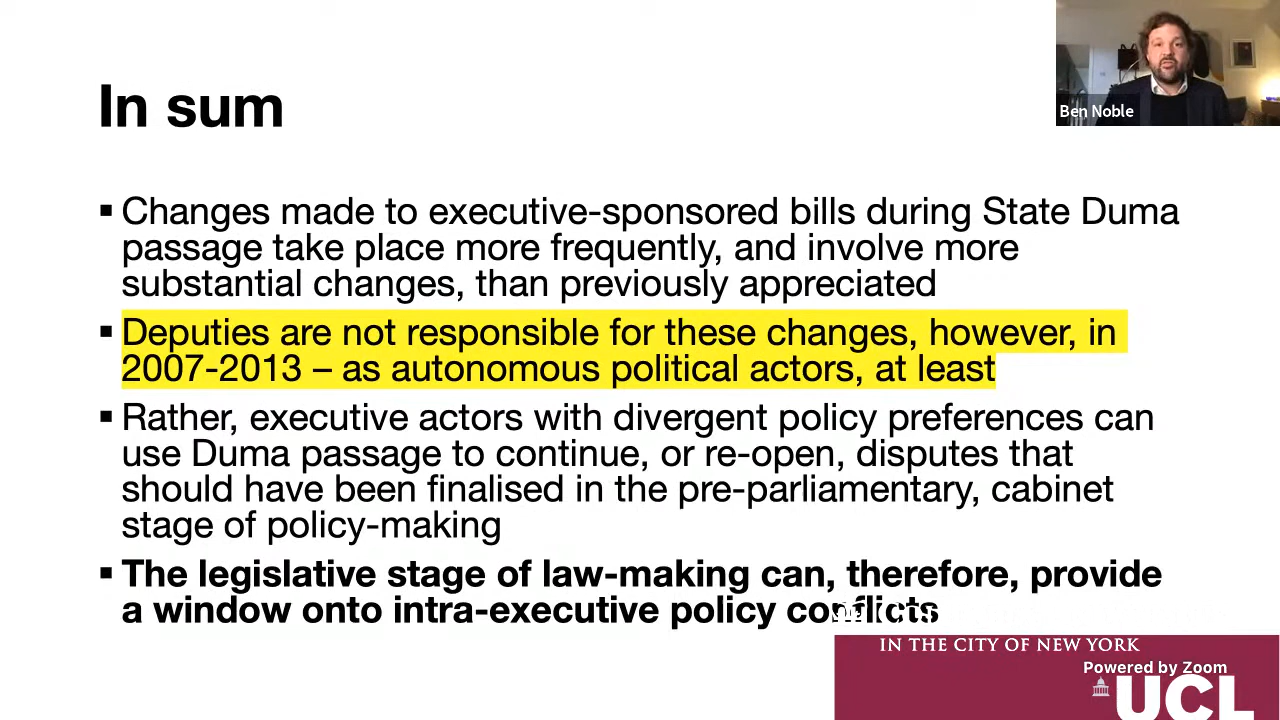 In sum
Ben Noble
▪ Changes made to executive-sponsored bills during State Duma
passage take place more frequently, and involve more
substantial changes, than previously appreciated
▪ Deputies are not responsible for these changes, however, in
2007-2013 – as autonomous political actors, at least
▪ Rather, executive actors with divergent policy preferences can
use Duma passage to continue, or re-open, disputes that
should have been finalised in the pre-parliamentary, cabinet
stage of policy-making
▪ The legislative stage of law-making can, therefore, provide
a window onto intra-executive policy conflicts
IN THE CITY OF NEW YORK
Powered by Zoom
UCL